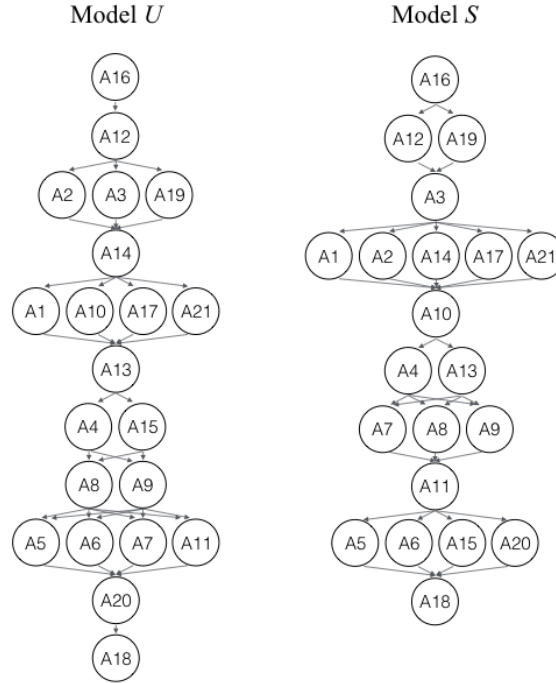 Model U
A16
A12
A2 A3 A19
A14
A1 A10 A17 A21
A13
A4 A15
A8 A9
A5 A6 A7 A11
A20
A18
Model S
A16
A12 A19
A3
A1 A2 A14 A17 A21
A10
A4 A13
A7 A8 A9
A11
A5 A6 A15 A20
A18